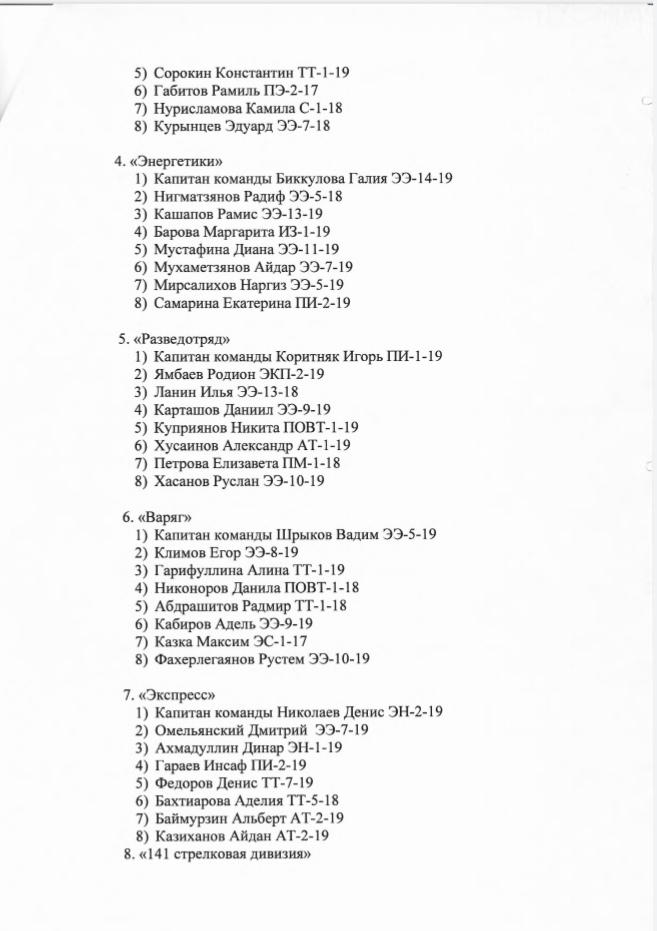 5) Сорокин Константин ТТ-1-19
6) Габитов Рамиль ПЭ-2-17
7) Нурисламова Камила С-1-18
8) Курынцев Эдуард ЭЭ-7-18
4. «Энергетики»
1) Капитан команды Биккулова Галия ЭЭ-14-19
2) Нигматзянов Радиф ЭЭ-5-18
3) Кашапов Рамис ЭЭ-13-19
4) Барова Маргарита ИЗ-1-19
5) Мустафина Диана ЭЭ-11-19
6) Мухаметзянов Айдар ЭЭ-7-19
7) Мирсалихов Наргиз ЭЭ-5-19
8) Самарина Екатерина ПИ-2-19
5. «Разведотряд»
1) Капитан команды Коритняк Игорь ПИ-1-19
2) Ямбаев Родион ЭКП-2-19
3) Ланин Илья ЭЭ-13-18
4) Карташов Даниил ЭЭ-9-19
5) Куприянов Никита ПОВТ-1-19
6) Хусаинов Александр АТ-1-19
7) Петрова Елизавета ПМ-1-18
8) Хасанов Руслан ЭЭ-10-19
6. «Варяг»
1) Капитан команды Шрыков Вадим ЭЭ-5-19
2) Климов Егор ЭЭ-8-19
3) Гарифуллина Алина ТТ-1-19
4) Никоноров Данила ПОВТ-1-18
5) Абдрашитов Радмир ТТ-1-18
6) Кабиров Адель ЭЭ-9-19
7) Казка Максим ЭС-1-17
8) Фахерлегаянов Рустем ЭЭ-10-19
7. «Экспресс»
1) Капитан команды Николаев Денис ЭН-2-19
2) Омельянский Дмитрий ЭЭ-7-19
3) Ахмадуллин Динар ЭН-1-19
4) Гараев Инсаф ПИ-2-19
5) Федоров Денис ТТ-7-19
6) Бахтиарова Аделия ТТ-5-18
7) Баймурзин Альберт АТ-2-19
8) Казиханов Айдан АТ-2-19
8. «141 стрелковая дивизия»